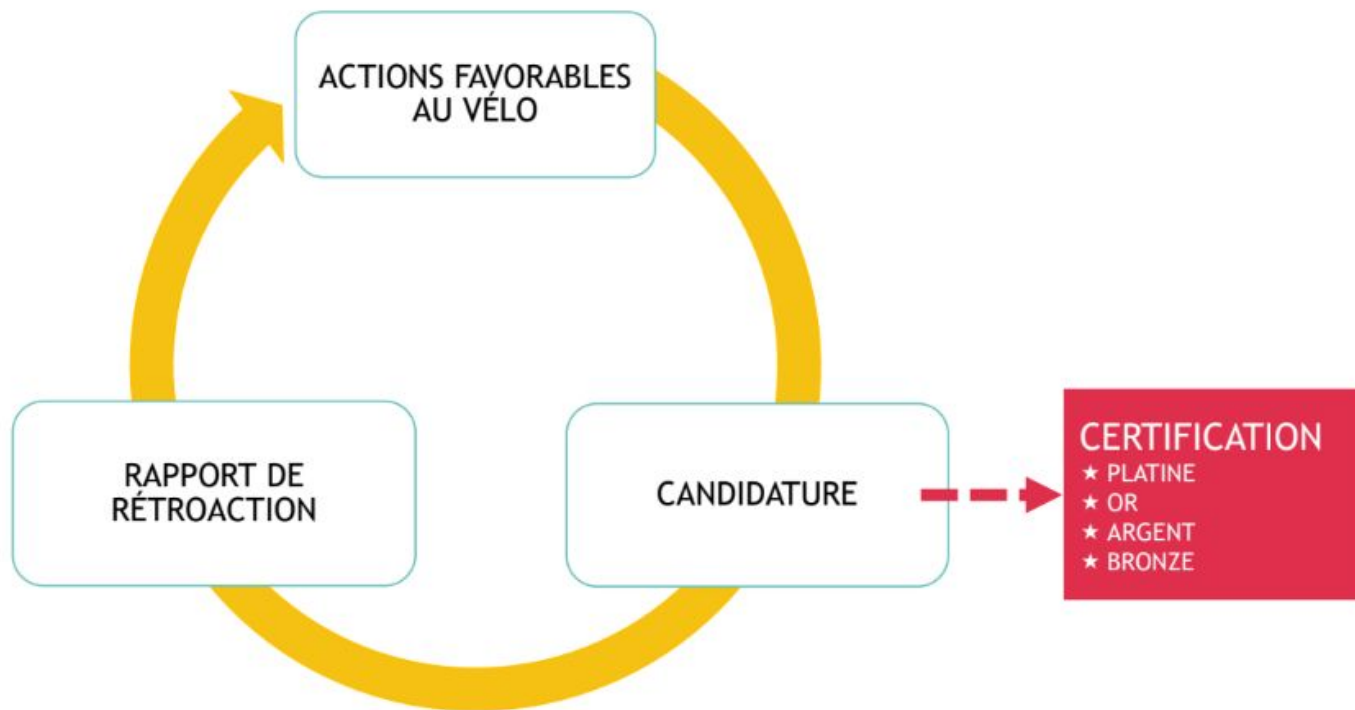 ACTIONS FAVORABLES
AU VÉLO
RAPPORT DE
RÉTROACTION
CANDIDATURE
CERTIFICATION
★ PLATINE
★ OR
★ ARGENT
★ BRONZE